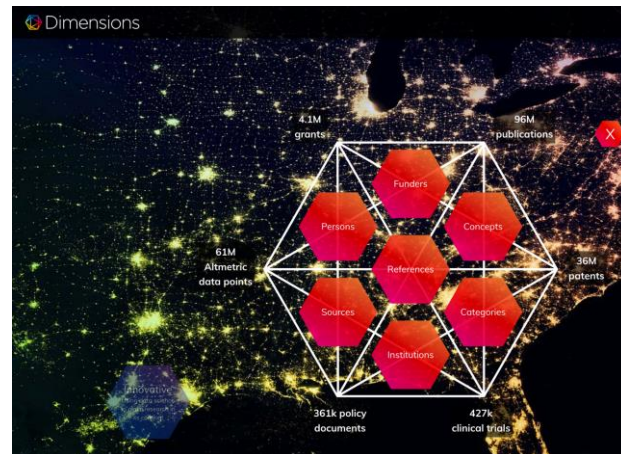 Dimensions
4.1M
grants
96M
publications
X
Funders
Persons
Concepts
61M
Altmetric
data points
References
36M
patents
Sources
Categories
Institutions
Innovative
361k policy
documents
427k
clinical trials